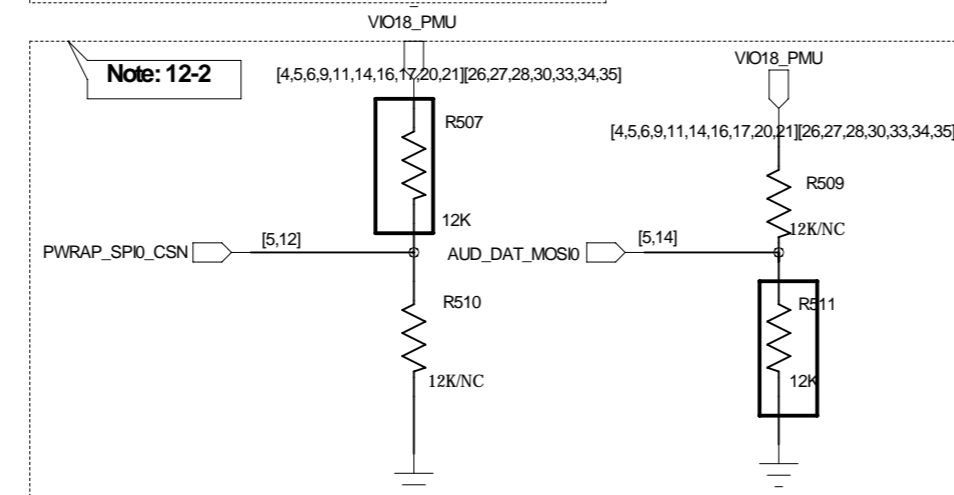 VIO18_PMU
Note: 12-2
[4,5,6,9,11,14,16,17,20,21][26,27,28,30,33,34,35]
VIO18_PMU
[4,5,6,9,11,14,16,17,20,21][26,27,28,30,33,34,35]
R507
12K
R509
12K/NC
PWRAP_SPI0_CSN
[5,12]
AUD_DAT_MOSI0
[5,14]
R510
12K/NC
R511
12K